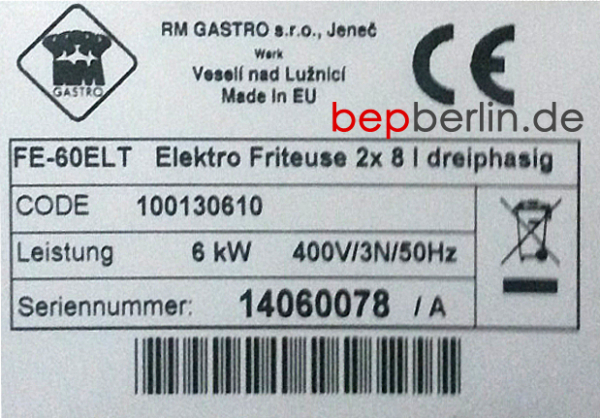 RM
GASTRO
RM GASTRO s.r.o., Jeneč
Werk
Veselí nad Lužnicí
Made in EU
CE
bepberlin.de
FE-60ELT Elektro Friteuse 2x 8 l dreiphasig
CODE 100130610
Leistung 6 kW 400V/3N/50Hz
Seriennummer: 14060078 / A